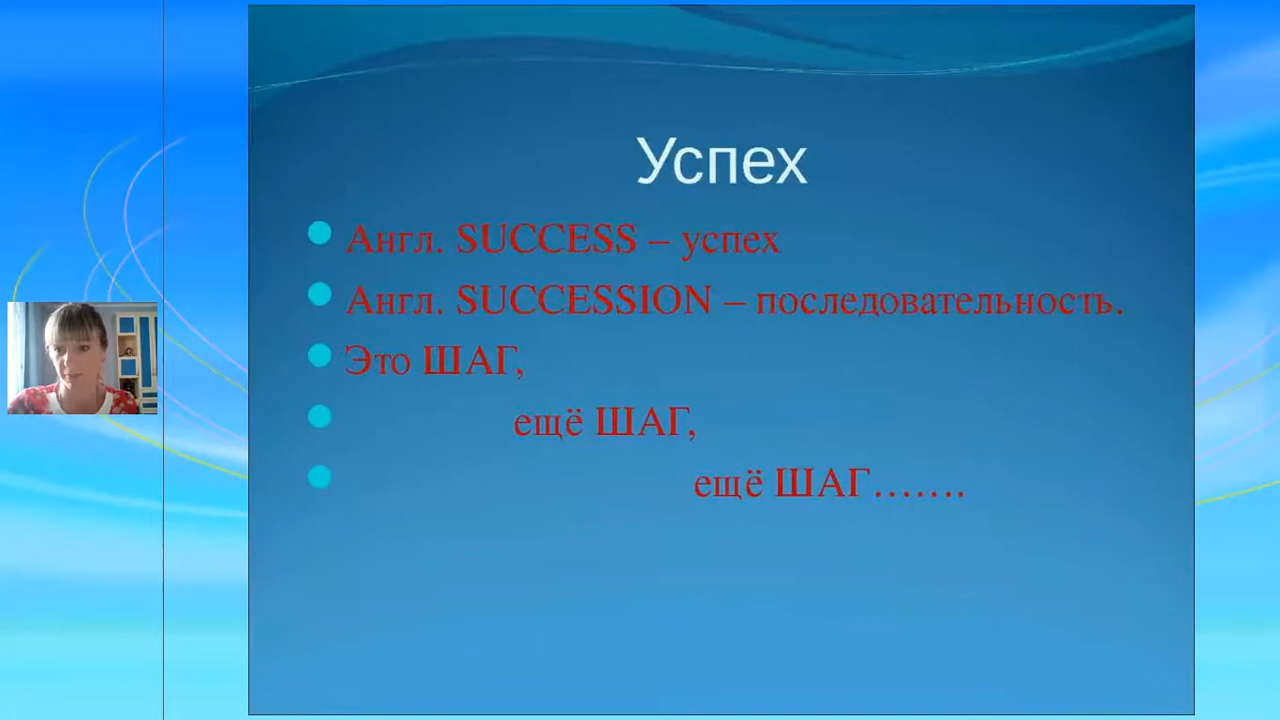 Успех
Англ. SUCCESS – успех
Англ. SUCCESSION – последовательность.
Это ШАГ,
ещё ШАГ,
ещё ШАГ…….